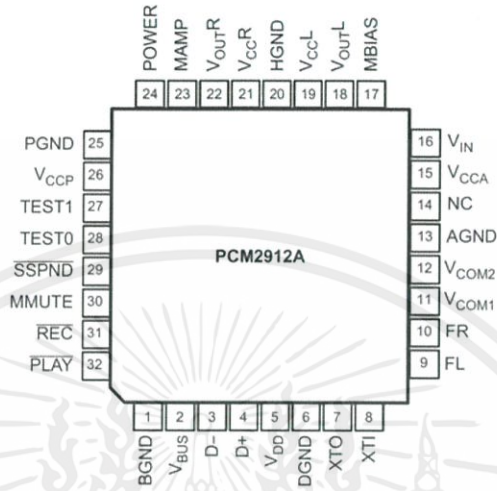 POWER
MAMP
VOUTR
VCCR
HGND
VCCL
VOUTL
MBIAS
24 23 22 21 20 19 18 17
PGND 25
VCCP 26
TEST1 27
TEST0 28
SSPND 29
MMUTE 30
REC 31
PLAY 32
PCM2912A
16 VIN
15 VCCA
14 NC
13 AGND
12 VCOM2
11 VCOM1
10 FR
9 FL
1 2 3 4 5 6 7 8
BGND
VBUS
D−
D+
VDD
DGND
XTO
XTI